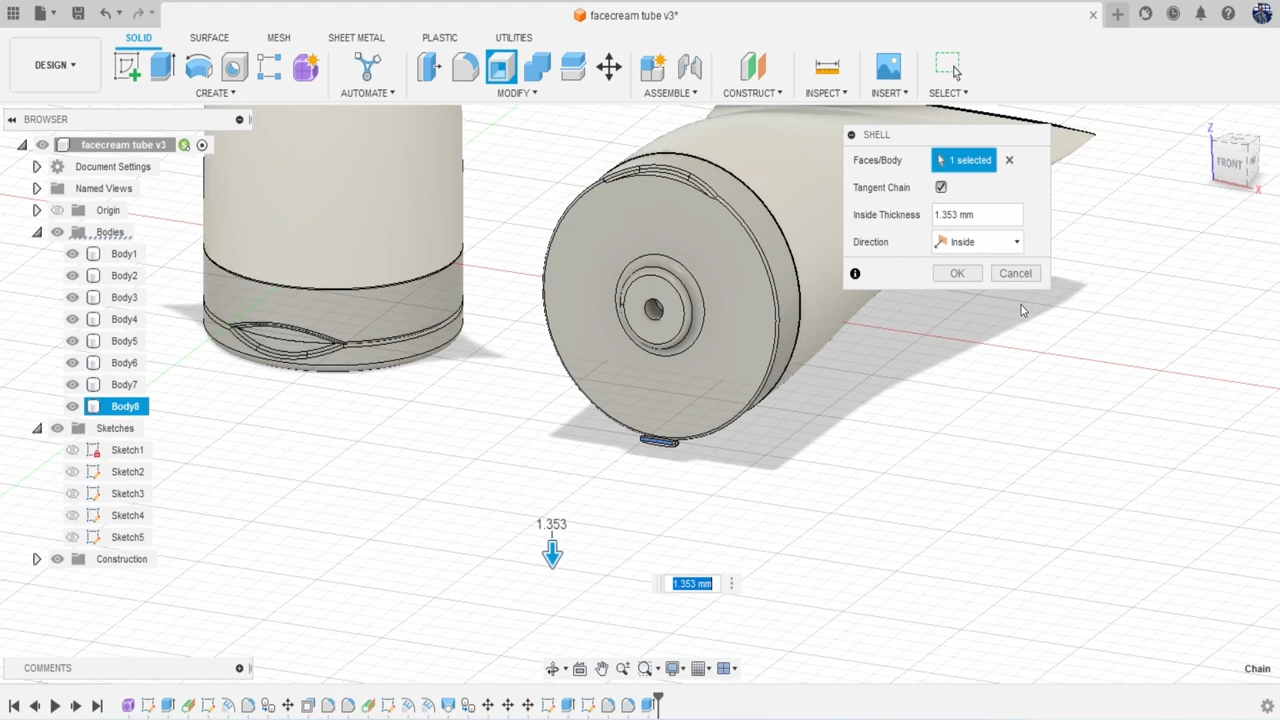 facecream tube v3*
DESIGN
SOLID
SURFACE
MESH
SHEET METAL
PLASTIC
UTILITIES
CREATE
AUTOMATE
MODIFY
ASSEMBLE
CONSTRUCT
INSPECT
INSERT
SELECT
BROWSER
facecream tube v3
S
Document Settings
Named Views
Origin
Bodies
Body1
Body2
Body3
Body4
Body5
Body6
Body7
Body8
Sketches
Sketch1
Sketch2
Sketch3
Sketch4
Sketch5
Construction
SHELL
Faces/Body 1 selected
Tangent Chain
Inside Thickness 1.353 mm
Direction Inside
OK Cancel
Z
FRONT
X
1.353
1.353 mm
COMMENTS
Chain